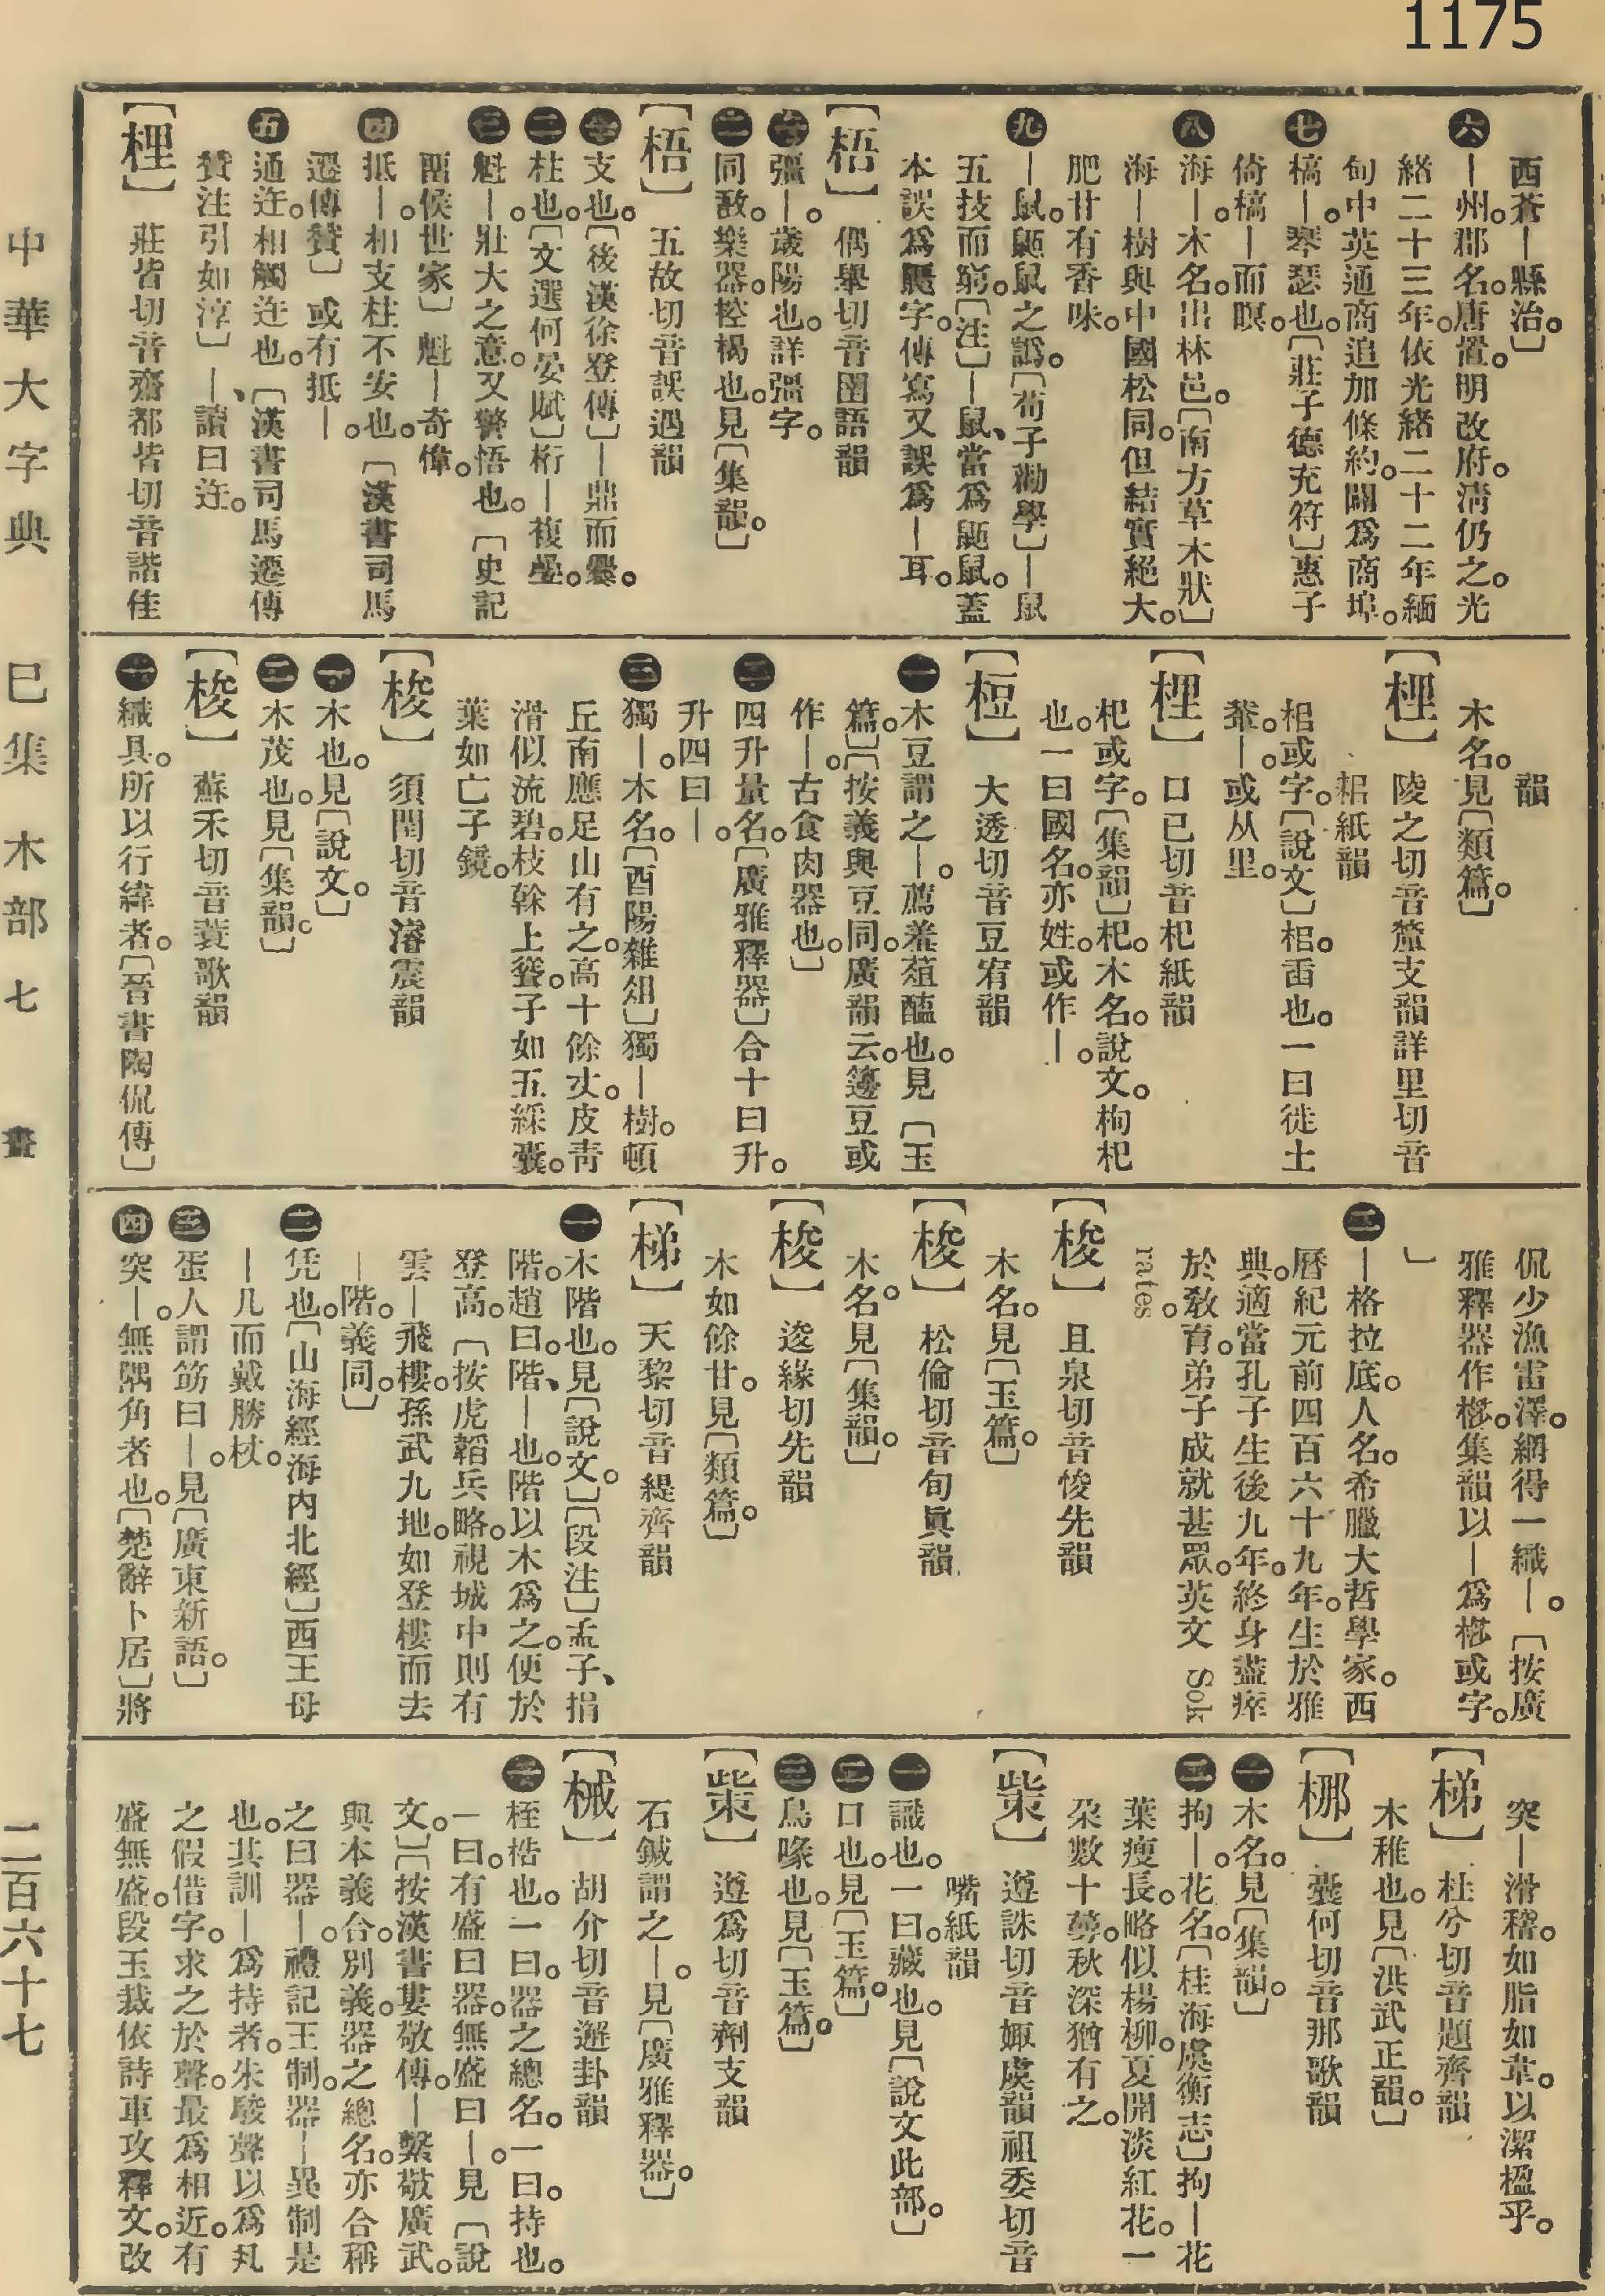 1175
西蒼｜縣治。〕
㊅｜州。郡名。唐置。明改府。淸仍之。光
緒二十三年。依光緒二十二年緬
甸中英通商追加條約。闢爲商埠。
㊆槁｜。琴瑟也。〔莊子德充符〕惠子
倚槁｜而瞑。
㊇海｜。木名。出林邑。〔南方草木狀〕
海｜樹與中國松同。但結實絕大。
肥甘有香味。
㊈｜鼠。鼫鼠之譌。〔荀子勸學〕｜鼠
五技而窮。〔注〕｜鼠、當爲鼫鼠。蓋
本誤爲鼯字。傳寫又誤爲｜耳。
〔梧〕 偶舉切音圄語韻
㊀彊｜。歲陽也。詳彊字。
㊁同敔。樂器。椌楬也。見〔集韻。〕
〔梧〕 五故切音誤遇韻
㊀支也。〔後漢徐登傳〕｜鼎而爨。
㊁柱也。〔文選何晏賦〕桁｜複疊。
㊂魁｜。壯大之意。又警悟也。〔史記
留侯世家〕魁｜奇偉。
㊃抵｜。相支柱不安也。〔漢書司馬
遷傳贊〕或有抵｜。
㊄通迕。相觸迕也。〔漢書司馬遷傳
贊注引如淳〕｜、讀曰迕。
〔梩〕 莊皆切音齋都皆切音諧佳
韻
木名。見〔類篇。〕
〔梩〕 陵之切音釐支韻詳里切音
耜紙韻
梠或字。〔說文〕梠。臿也。一曰徙土
輂。｜。或从里。
〔梩〕 口已切音杞紙韻
杞或字。〔集韻〕杞。木名。說文。枸杞
也。一曰國名。亦姓。或作｜。
〔梪〕 大透切音豆宥韻
㊀木豆謂之｜。薦羞葅醢也。見〔玉
篇。〕〔按義與豆同。廣韻云。籩豆或
作｜。古食肉器也。〕
㊁四升量名。〔廣雅釋器〕合十曰升。
升四曰｜。
㊂獨｜。木名。〔酉陽雜俎〕獨｜樹。頓
丘南應足山有之。高十餘丈。皮靑
滑似流碧。枝幹上聳。子如五綵囊。
葉如亡子鏡。
〔梭〕 須閏切音濬震韻
㊀木也。見〔說文。〕
㊁木茂也。見〔集韻。〕
〔梭〕 蘇禾切音蓑歌韻
㊀織具。所以行緯者。〔晉書陶侃傳〕
侃少漁雷澤。網得一織｜。〔按廣
雅釋器作㮴。集韻以｜爲㮴或字。
〕
㊁｜格拉底。人名。希臘大哲學家。西
曆紀元前四百六十九年。生於雅
典。適當孔子生後九年。終身盡瘁
於敎育。弟子成就甚眾。英文 Sok-
rates。
〔梭〕 且泉切音悛先韻
木名。見〔玉篇。〕
〔梭〕 松倫切音旬眞韻
木名。見〔集韻。〕
〔梭〕 逡緣切先韻
木如餘甘。見〔類篇。〕
〔梯〕 天黎切音緹齊韻
㊀木階也。見〔說文。〕〔段注〕孟子、捐
階。趙曰。階、｜也。階以木爲之。便於
登高。〔按虎韜兵略。視城中則有
雲｜飛樓。孫武九地。如登樓而去
｜階。義同。〕
㊁凭也。〔山海經海內北經〕西王母
｜几而戴勝杖。
㊂蛋人謂筯曰｜。見〔廣東新語。〕
㊃突｜。無隅角者也。〔楚辭卜居〕將
突｜滑稽。如脂如韋。以潔楹乎。
〔梯〕 杜兮切音題齊韻
木稚也。見〔洪武正韻。〕
〔梛〕 囊何切音那歌韻
㊀木名。見〔集韻。〕
㊁拘｜。花名。〔桂海虞衡志〕拘｜花
葉瘦長。略似楊柳。夏開淡紅花。一
朶數十萼。秋深猶有之。
〔㭰〕 遵誅切音娵虞韻祖委切音
嘴紙韻
㊀識也。一曰。藏也。見〔說文此部。〕
㊁口也。見〔玉篇。〕
㊂鳥喙也。見〔玉篇。〕
〔㭰〕 遵爲切音劑支韻
石鍼謂之｜。見〔廣雅釋器。〕
〔械〕 胡介切音邂卦韻
㊀桎梏也。一曰。器之總名。一曰。持也。
一曰。有盛曰器。無盛曰｜。見〔說
文。〕〔按漢書婁敬傳。｜繫敬廣武。
與本義合。別義。器之總名。亦合稱
之曰器｜。禮記王制。器｜異制是
也。其訓｜爲持者。朱駿聲以爲丮
之假借字。求之於聲。最爲相近。有
盛無盛。段玉裁依詩車攻釋文。改
中華大字典 巳集 木部 七畫 二百六十七